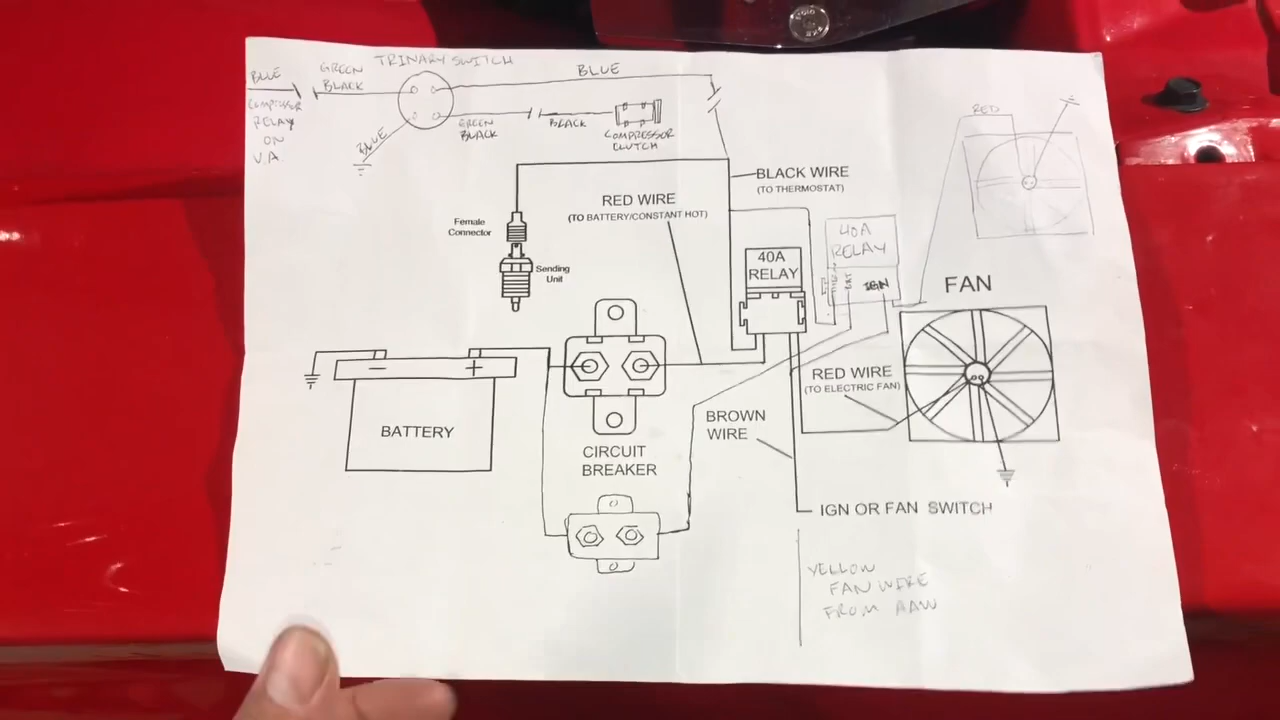 TRINARY SWITCH
BLUE
GREEN
BLACK
BLUE
COMPRESSOR
RELAY
ON
V.A.
BLUE
GREEN
BLACK
BLACK
COMPRESSOR
CLUTCH
RED
BLACK WIRE
(TO THERMOSTAT)
RED WIRE
(TO BATTERY/CONSTANT HOT)
Female
Connector
Sending
Unit
40A
RELAY
40A
RELAY
BAT
IGN
FAN
− +
BATTERY
CIRCUIT
BREAKER
RED WIRE
(TO ELECTRIC FAN)
BROWN
WIRE
IGN OR FAN SWITCH
YELLOW
FAN WIRE
FROM AAW